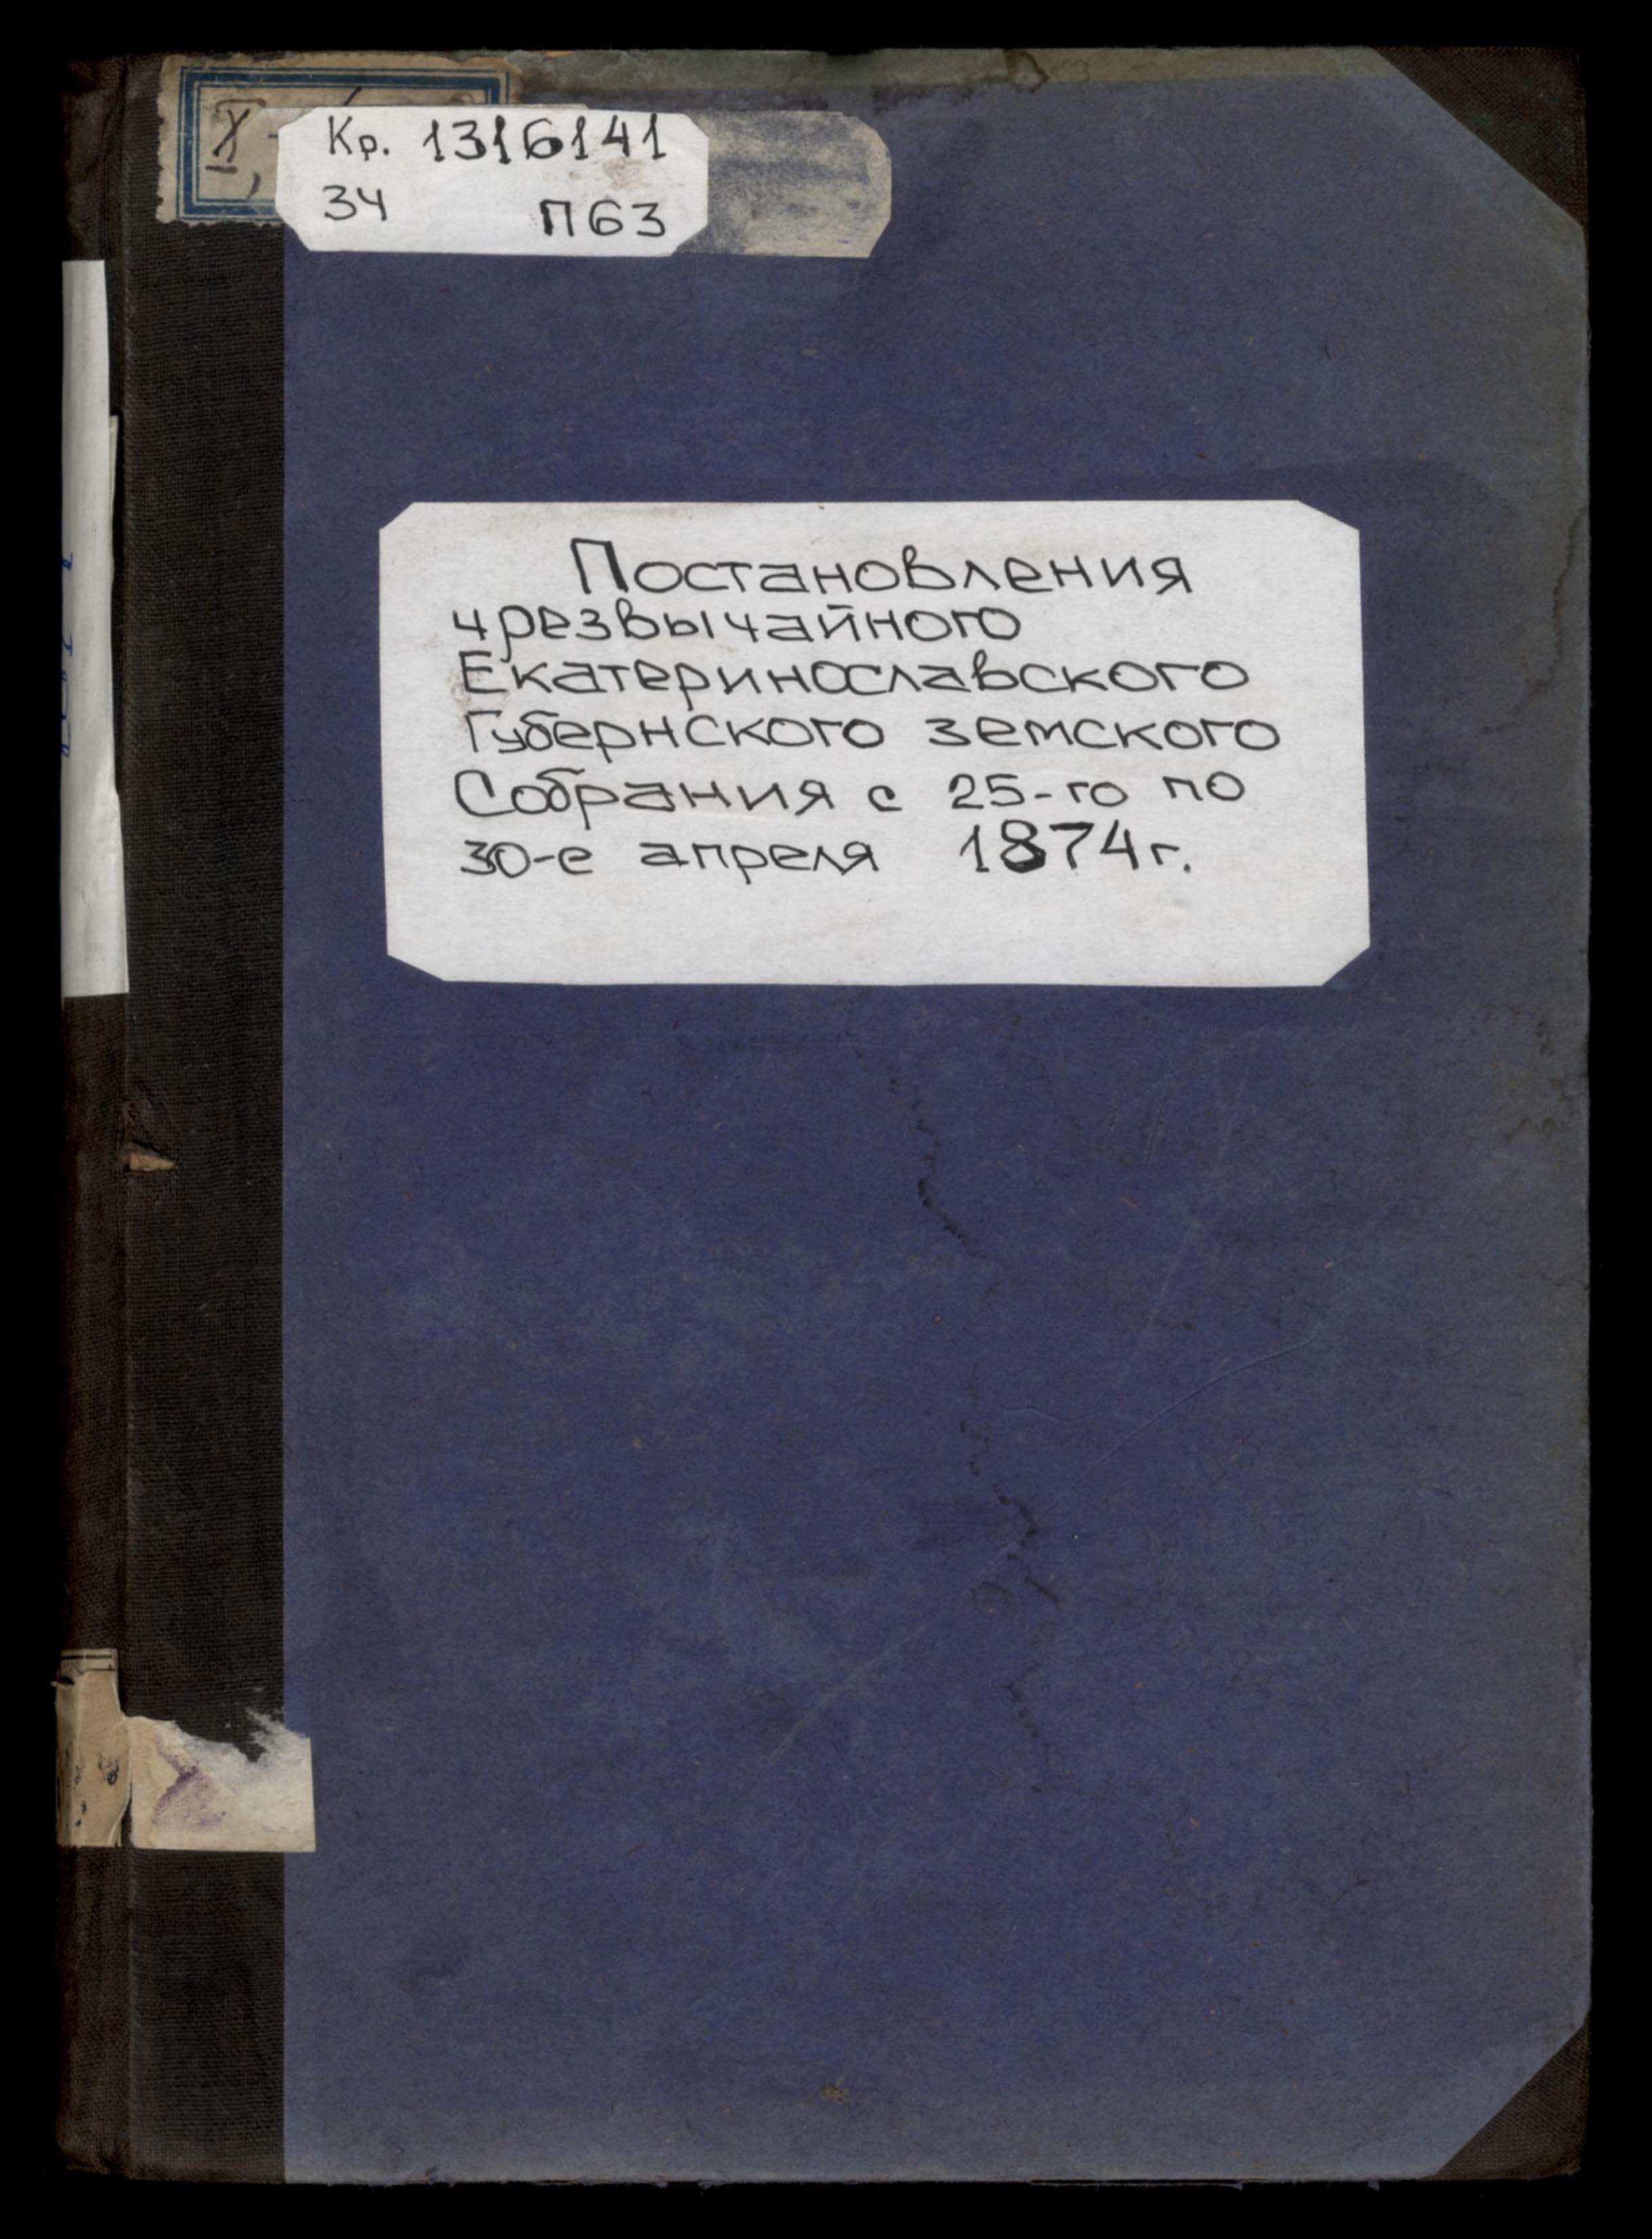 X
Кр. 1316141
34 П63
Постановления
чрезвычайного
Екатеринославского
Губернского земского
Собрания с 25-го по
30-е апреля 1874г.